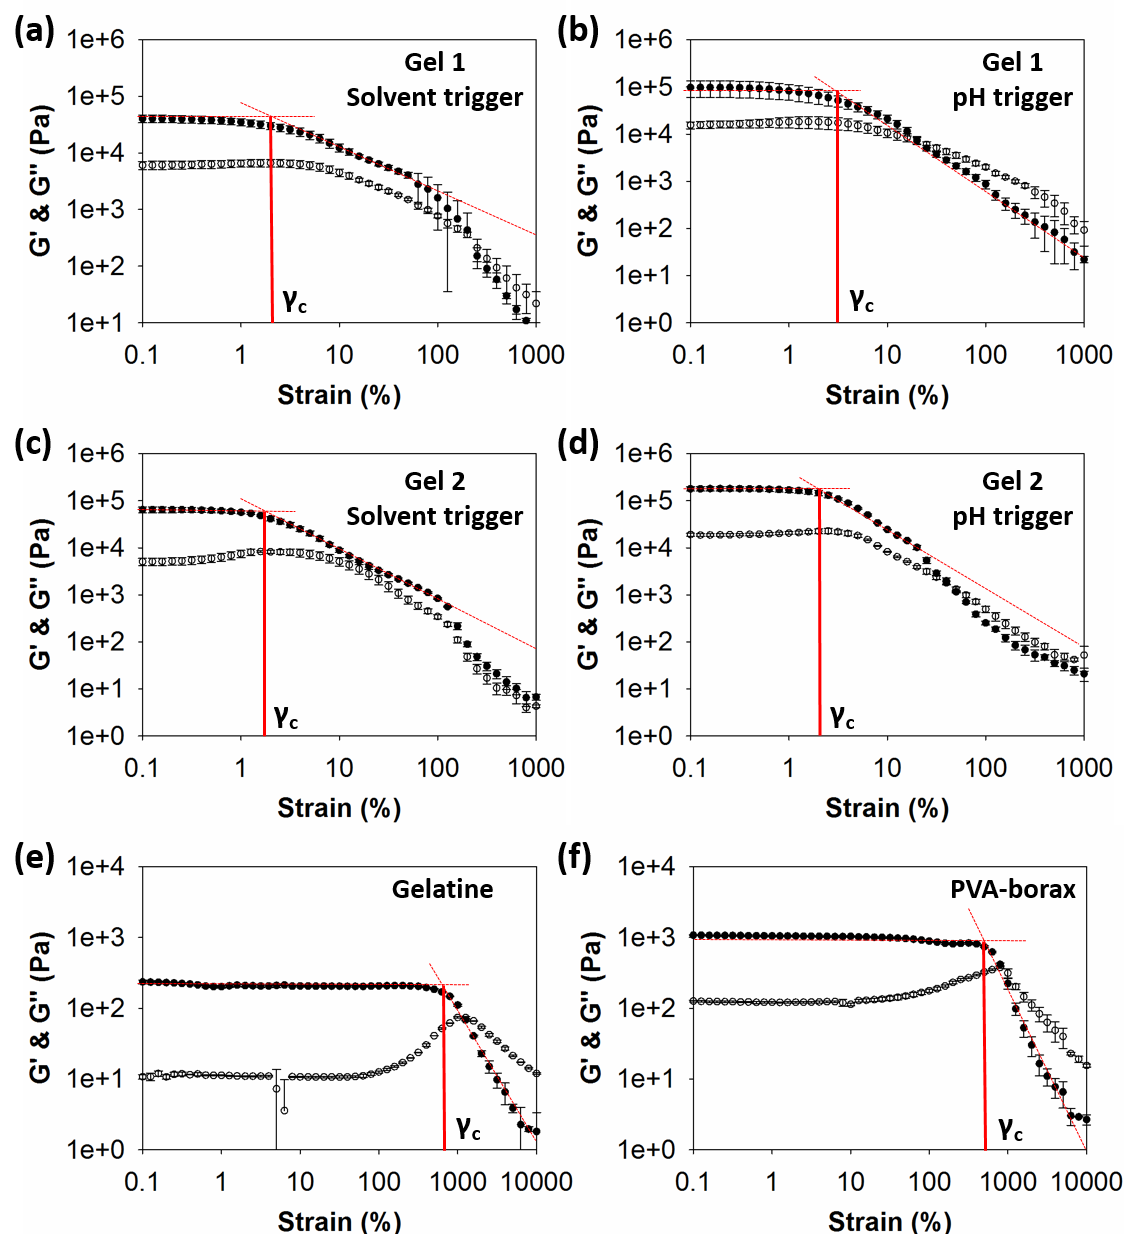 (a)
Gel 1
Solvent trigger
G' & G'' (Pa)
1e+6
1e+5
1e+4
1e+3
1e+2
1e+1
γc
0.1 1 10 100 1000
Strain (%)
(b)
Gel 1
pH trigger
G' & G'' (Pa)
1e+6
1e+5
1e+4
1e+3
1e+2
1e+1
1e+0
γc
0.1 1 10 100 1000
Strain (%)
(c)
Gel 2
Solvent trigger
G' & G'' (Pa)
1e+6
1e+5
1e+4
1e+3
1e+2
1e+1
1e+0
γc
0.1 1 10 100 1000
Strain (%)
(d)
Gel 2
pH trigger
G' & G'' (Pa)
1e+6
1e+5
1e+4
1e+3
1e+2
1e+1
1e+0
γc
0.1 1 10 100 1000
Strain (%)
(e)
Gelatine
G' & G'' (Pa)
1e+4
1e+3
1e+2
1e+1
1e+0
γc
0.1 1 10 100 1000 10000
Strain (%)
(f)
PVA-borax
G' & G'' (Pa)
1e+4
1e+3
1e+2
1e+1
1e+0
γc
0.1 1 10 100 1000 10000
Strain (%)